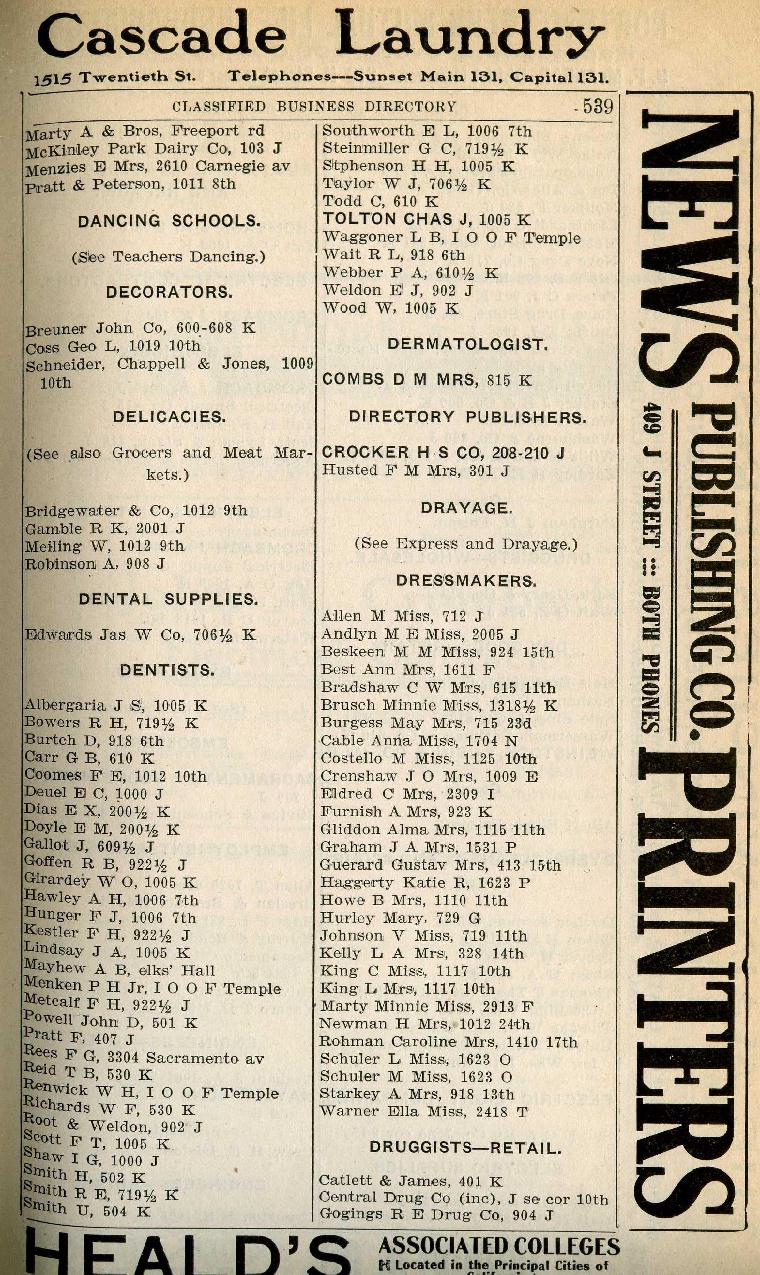 Cascade Laundry
1515 Twentieth St. Telephones---Sunset Main 131, Capital 131.
CLASSIFIED BUSINESS DIRECTORY 539
Marty A & Bros, Freeport rd
McKinley Park Dairy Co, 103 J
Menzies E Mrs, 2610 Carnegie av
Pratt & Peterson, 1011 8th
DANCING SCHOOLS.
(See Teachers Dancing.)
DECORATORS.
Breuner John Co, 600-608 K
Coss Geo L, 1019 10th
Schneider, Chappell & Jones, 1009
10th
DELICACIES.
(See also Grocers and Meat Mar-
kets.)
Bridgewater & Co, 1012 9th
Gamble R K, 2001 J
Meiling W, 1012 9th
Robinson A, 908 J
DENTAL SUPPLIES.
Edwards Jas W Co, 706½ K
DENTISTS.
Albergaria J S, 1005 K
Bowers R H, 719½ K
Burtch D, 918 6th
Carr G B, 610 K
Coomes F E, 1012 10th
Deuel E C, 1000 J
Dias E X, 200½ K
Doyle E M, 200½ K
Gallot J, 609½ J
Goffen R B, 922½ J
Girardey W O, 1005 K
Hawley A H, 1006 7th
Hunger F J, 1006 7th
Kestler F H, 922½ J
Lindsay J A, 1005 K
Mayhew A B, elks' Hall
Menken P H Jr, I O O F Temple
Metcalf F H, 922½ J
Powell John D, 501 K
Pratt F, 407 J
Rees F G, 3304 Sacramento av
Reid T B, 530 K
Renwick W H, I O O F Temple
Richards W F, 530 K
Root & Weldon, 902 J
Scott F T, 1005 K
Shaw I G, 1000 J
Smith H, 502 K
Smith R E, 719½ K
Smith U, 504 K
Southworth E L, 1006 7th
Steinmiller G C, 719½ K
Stphenson H H, 1005 K
Taylor W J, 706½ K
Todd C, 610 K
TOLTON CHAS J, 1005 K
Waggoner L B, I O O F Temple
Wait R L, 918 6th
Webber P A, 610½ K
Weldon E J, 902 J
Wood W, 1005 K
DERMATOLOGIST.
COMBS D M MRS, 815 K
DIRECTORY PUBLISHERS.
CROCKER H S CO, 208-210 J
Husted F M Mrs, 301 J
DRAYAGE.
(See Express and Drayage.)
DRESSMAKERS.
Allen M Miss, 712 J
Andlyn M E Miss, 2005 J
Beskeen M M Miss, 924 15th
Best Ann Mrs, 1611 F
Bradshaw C W Mrs, 615 11th
Brusch Minnie Miss, 1318½ K
Burgess May Mrs, 715 23d
Cable Anna Miss, 1704 N
Costello M Miss, 1125 10th
Crenshaw J O Mrs, 1009 E
Eldred C Mrs, 2309 I
Furnish A Mrs, 923 K
Gliddon Alma Mrs, 1115 11th
Graham J A Mrs, 1531 P
Guerard Gustav Mrs, 413 15th
Haggerty Katie R, 1623 P
Howe B Mrs, 1110 11th
Hurley Mary, 729 G
Johnson V Miss, 719 11th
Kelly L A Mrs, 328 14th
King C Miss, 1117 10th
King L Mrs, 1117 10th
Marty Minnie Miss, 2913 F
Newman H Mrs, 1012 24th
Rohman Caroline Mrs, 1410 17th
Schuler L Miss, 1623 O
Schuler M Miss, 1623 O
Starkey A Mrs, 918 13th
Warner Ella Miss, 2418 T
DRUGGISTS—RETAIL.
Catlett & James, 401 K
Central Drug Co (inc), J se cor 10th
Gogings R E Drug Co, 904 J
NEWS PUBLISHING CO. PRINTERS
409 J STREET ::: BOTH PHONES
HEALD'S
ASSOCIATED COLLEGES
Located in the Principal Cities of